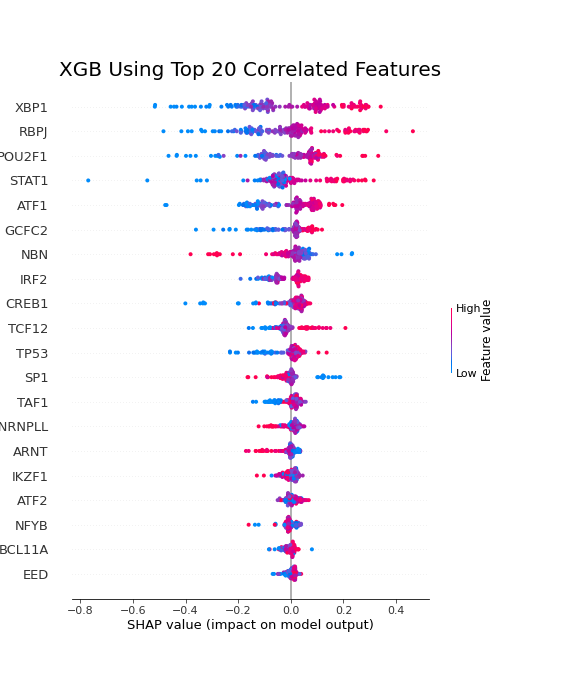 XGB Using Top 20 Correlated Features
XBP1
RBPJ
POU2F1
STAT1
ATF1
GCFC2
NBN
IRF2
CREB1
TCF12
TP53
SP1
TAF1
NRNPLL
ARNT
IKZF1
ATF2
NFYB
BCL11A
EED
High
Low
Feature value
−0.8 −0.6 −0.4 −0.2 0.0 0.2 0.4
SHAP value (impact on model output)